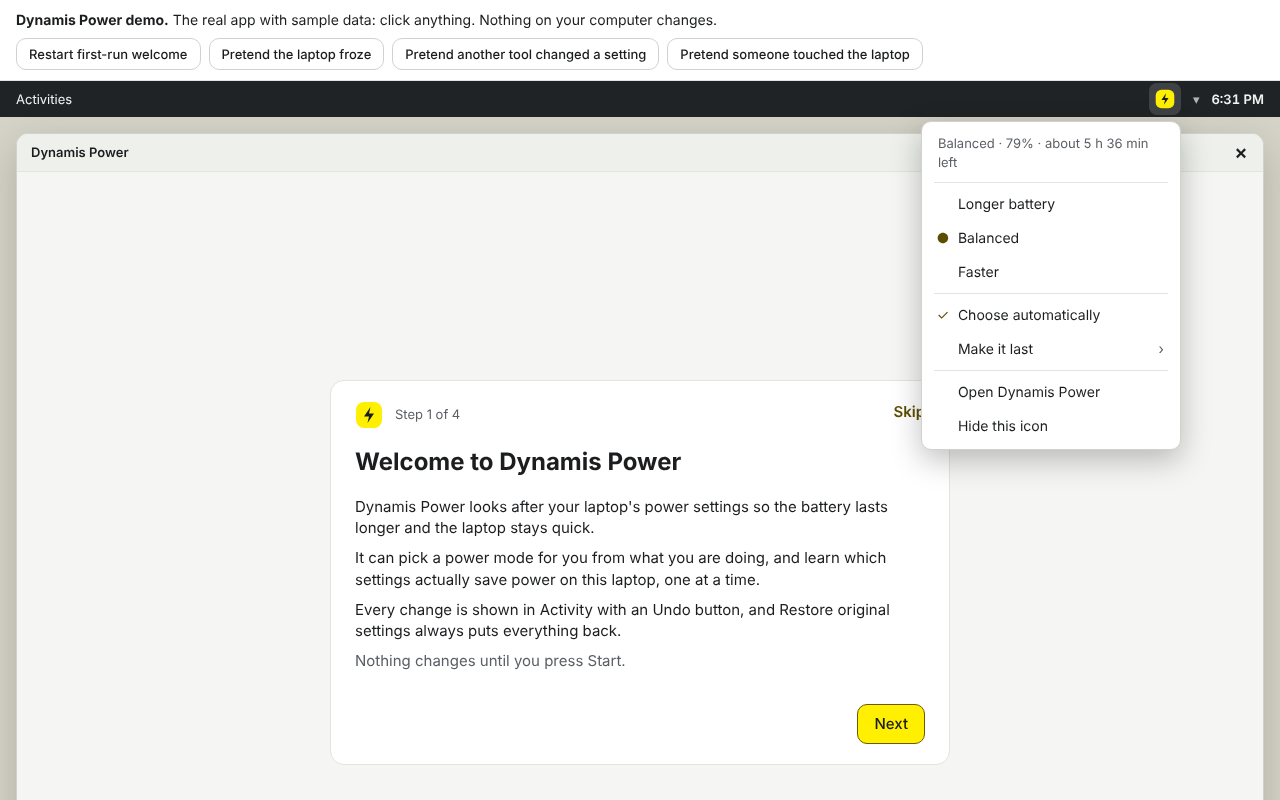 Dynamis Power demo. The real app with sample data: click anything. Nothing on your computer changes.
Restart first-run welcome
Pretend the laptop froze
Pretend another tool changed a setting
Pretend someone touched the laptop
Activities
6:31 PM
Dynamis Power
Balanced · 79% · about 5 h 36 min
left
Longer battery
Balanced
Faster
Choose automatically
Make it last
Open Dynamis Power
Hide this icon
Step 1 of 4
Skip
Welcome to Dynamis Power
Dynamis Power looks after your laptop's power settings so the battery lasts
longer and the laptop stays quick.
It can pick a power mode for you from what you are doing, and learn which
settings actually save power on this laptop, one at a time.
Every change is shown in Activity with an Undo button, and Restore original
settings always puts everything back.
Nothing changes until you press Start.
Next